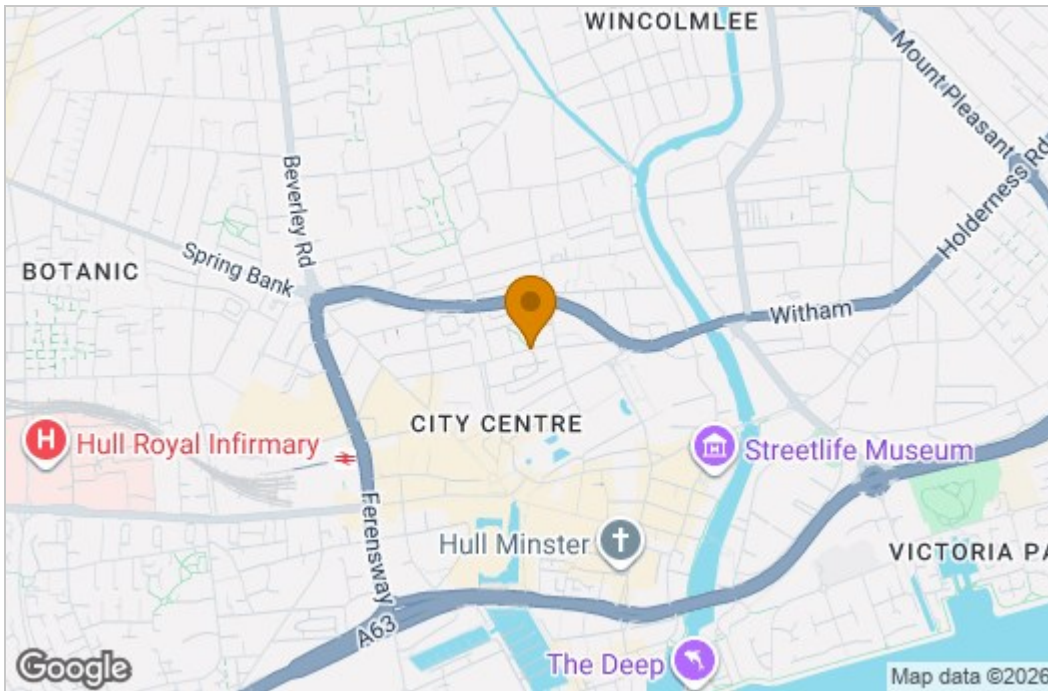 WINCOLMLEE
Mount Pleasant
Beverley Rd
Holderness Rd
Spring Bank
BOTANIC
Witham
CITY CENTRE
H
Hull Royal Infirmary
Streetlife Museum
Ferensway
Hull Minster
VICTORIA PA
A63
The Deep
Google
Map data ©2026